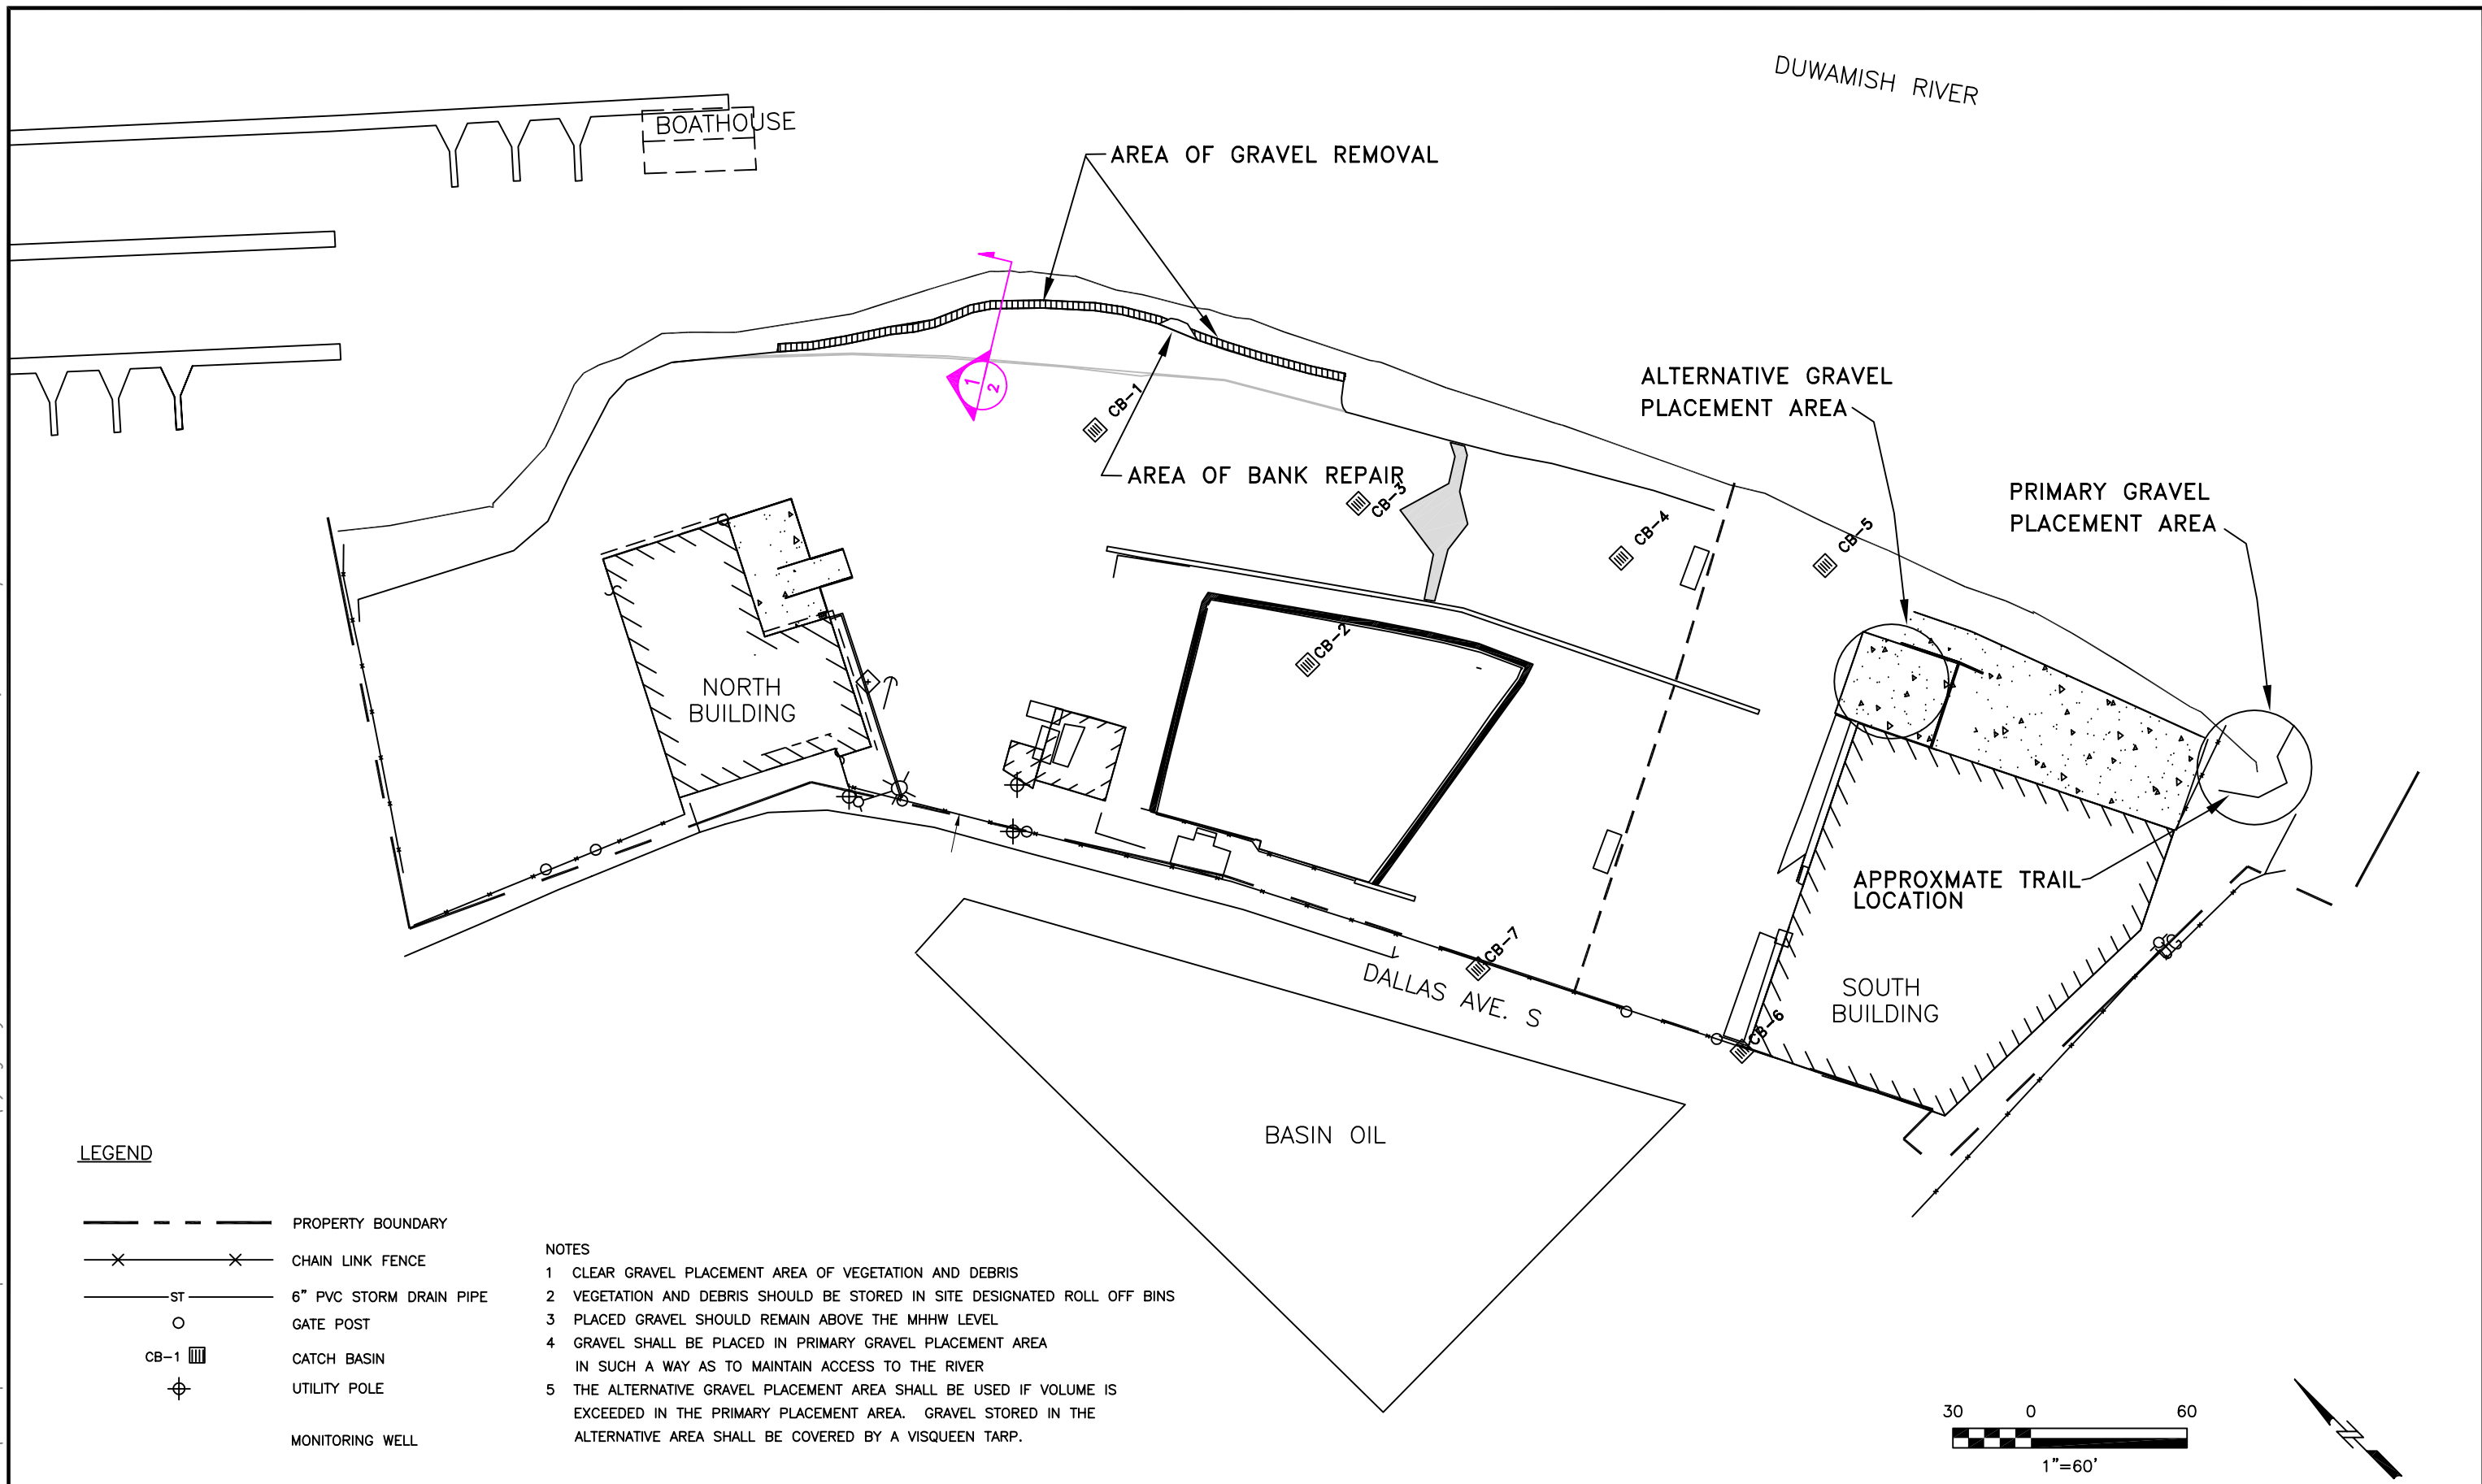 DUWAMISH RIVER
BOATHOUSE
AREA OF GRAVEL REMOVAL
1
2
CB-1
AREA OF BANK REPAIR
CB-3
ALTERNATIVE GRAVEL
PLACEMENT AREA
PRIMARY GRAVEL
PLACEMENT AREA
CB-4
CB-5
CB-2
NORTH
BUILDING
APPROXMATE TRAIL
LOCATION
CB-7
DALLAS AVE. S
CB-6
SOUTH
BUILDING
BASIN OIL
LEGEND
PROPERTY BOUNDARY
CHAIN LINK FENCE
ST 6" PVC STORM DRAIN PIPE
GATE POST
CB-1 CATCH BASIN
UTILITY POLE
MONITORING WELL
NOTES
1 CLEAR GRAVEL PLACEMENT AREA OF VEGETATION AND DEBRIS
2 VEGETATION AND DEBRIS SHOULD BE STORED IN SITE DESIGNATED ROLL OFF BINS
3 PLACED GRAVEL SHOULD REMAIN ABOVE THE MHHW LEVEL
4 GRAVEL SHALL BE PLACED IN PRIMARY GRAVEL PLACEMENT AREA
IN SUCH A WAY AS TO MAINTAIN ACCESS TO THE RIVER
5 THE ALTERNATIVE GRAVEL PLACEMENT AREA SHALL BE USED IF VOLUME IS
EXCEEDED IN THE PRIMARY PLACEMENT AREA. GRAVEL STORED IN THE
ALTERNATIVE AREA SHALL BE COVERED BY A VISQUEEN TARP.
30 0 60
1"=60'
N